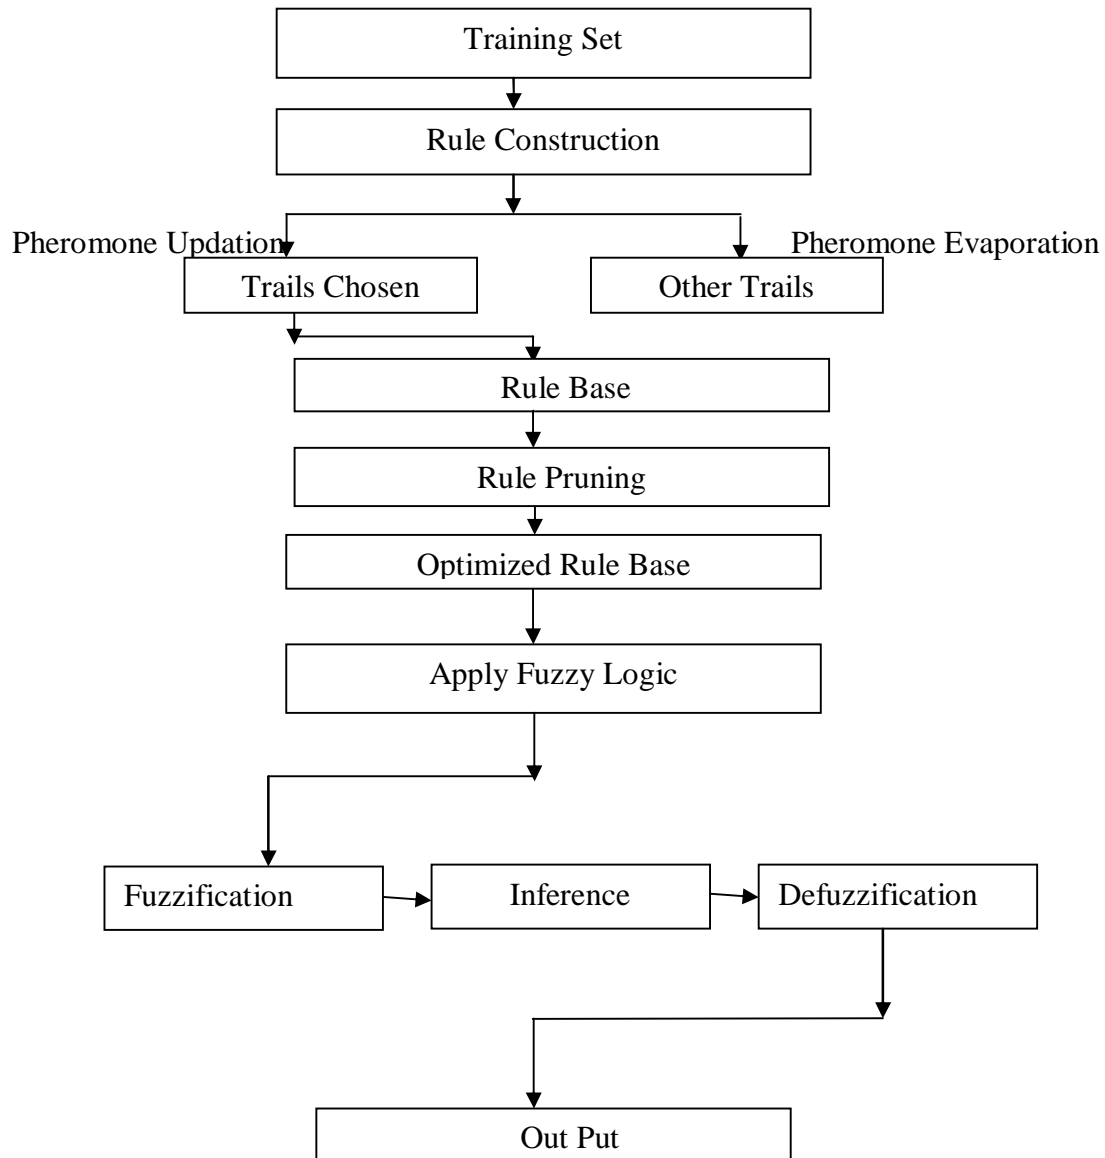 Training Set
Rule Construction
Pheromone Updation
Pheromone Evaporation
Trails Chosen
Other Trails
Rule Base
Rule Pruning
Optimized Rule Base
Apply Fuzzy Logic
Fuzzification
Inference
Defuzzification
Out Put